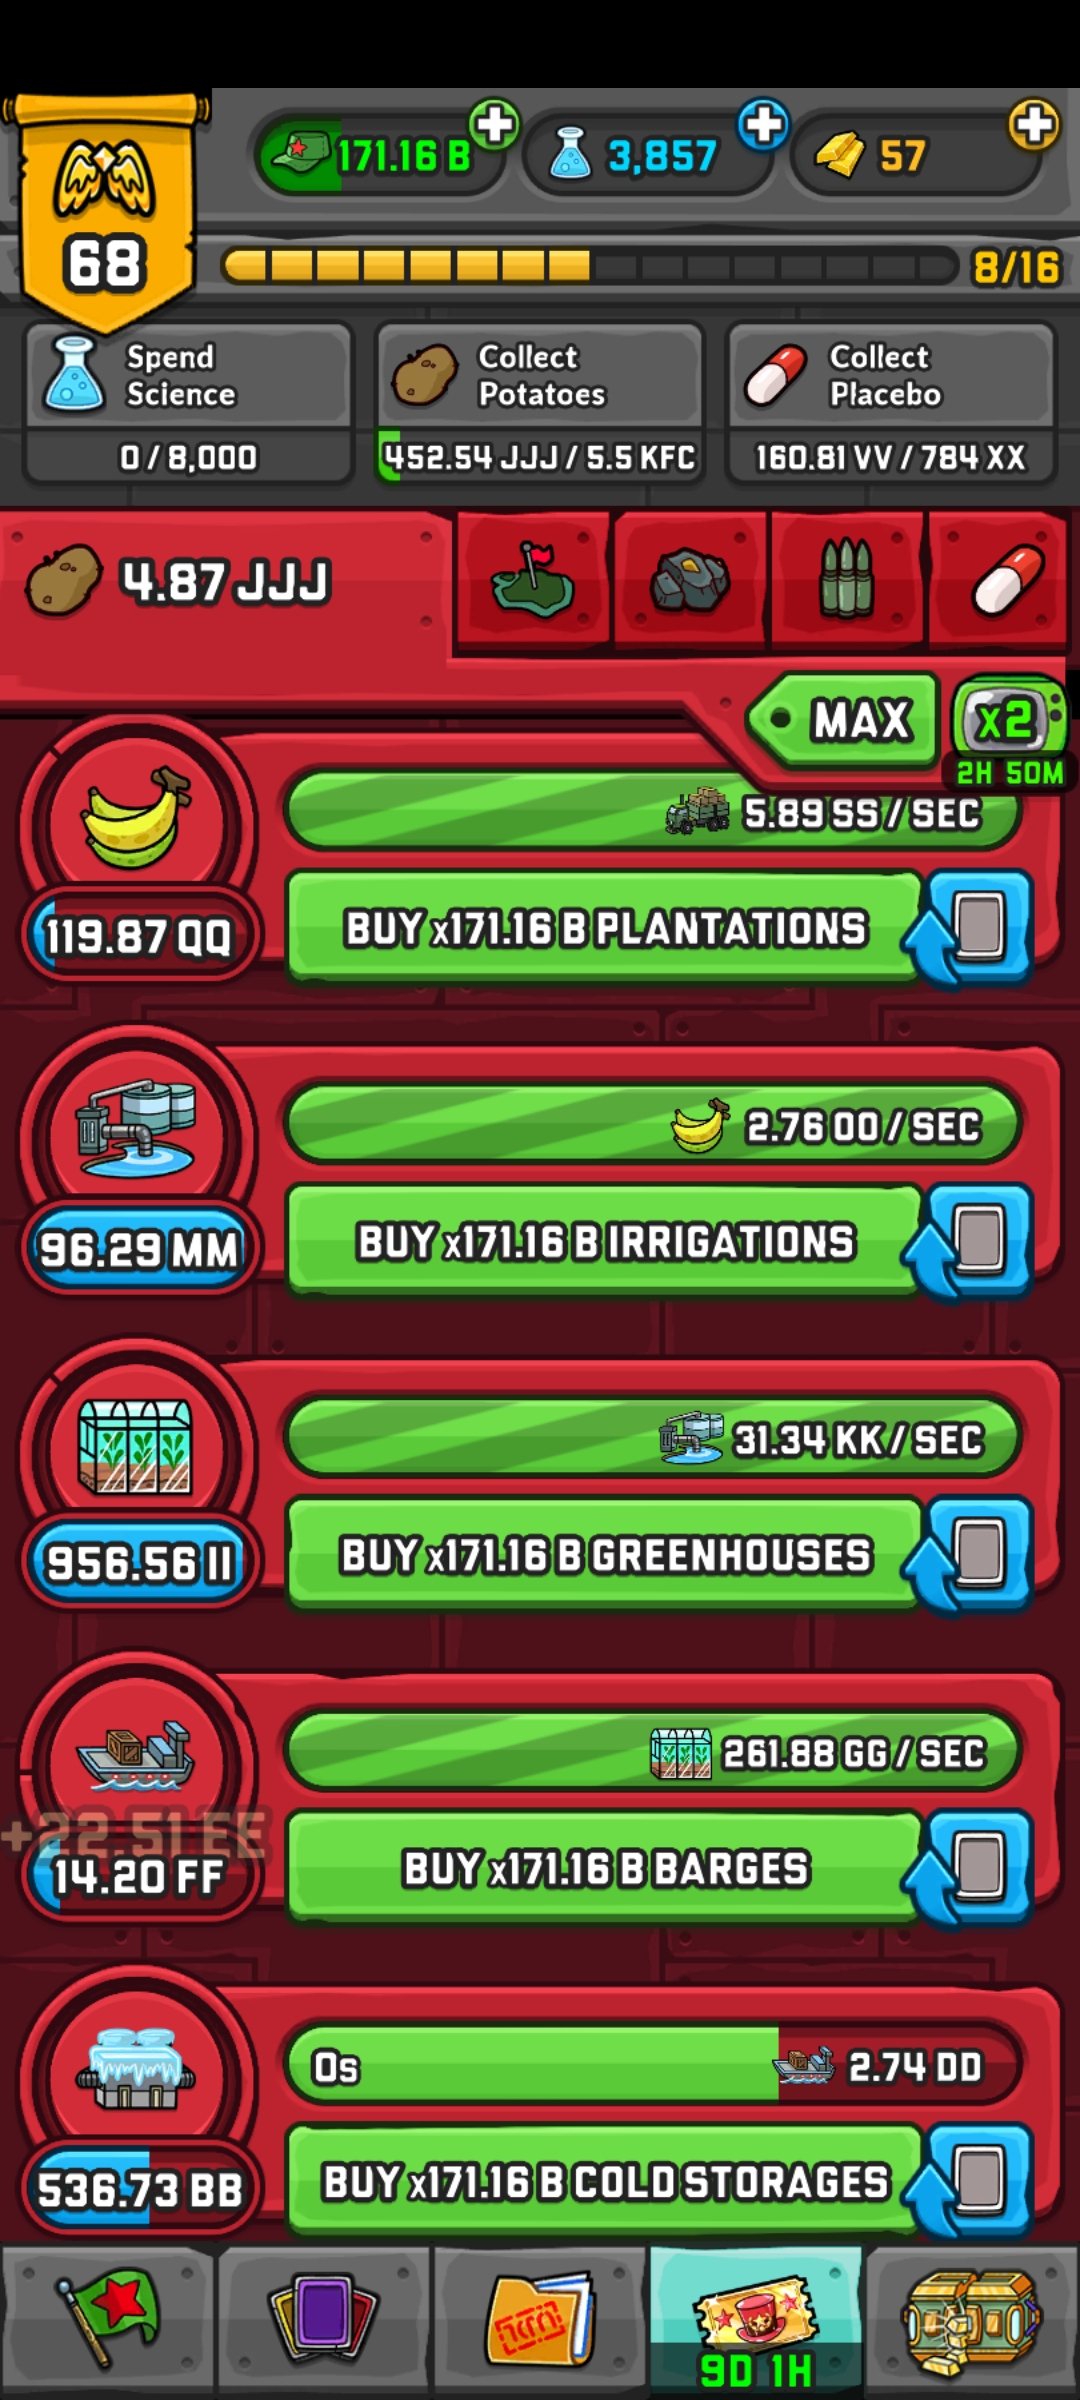 171.16 B
3,857
57
68
8/16
Spend
Science
0 / 8,000
Collect
Potatoes
452.54 JJJ / 5.5 KFC
Collect
Placebo
160.81 VV / 784 XX
4.87 JJJ
MAX
x2
2H 50M
5.89 SS / SEC
119.87 QQ
BUY x171.16 B PLANTATIONS
2.76 OO / SEC
96.29 MM
BUY x171.16 B IRRIGATIONS
31.34 KK / SEC
956.56 II
BUY x171.16 B GREENHOUSES
261.88 GG / SEC
+22.51 EE
14.20 FF
BUY x171.16 B BARGES
0s
2.74 DD
536.73 BB
BUY x171.16 B COLD STORAGES
9D 1H